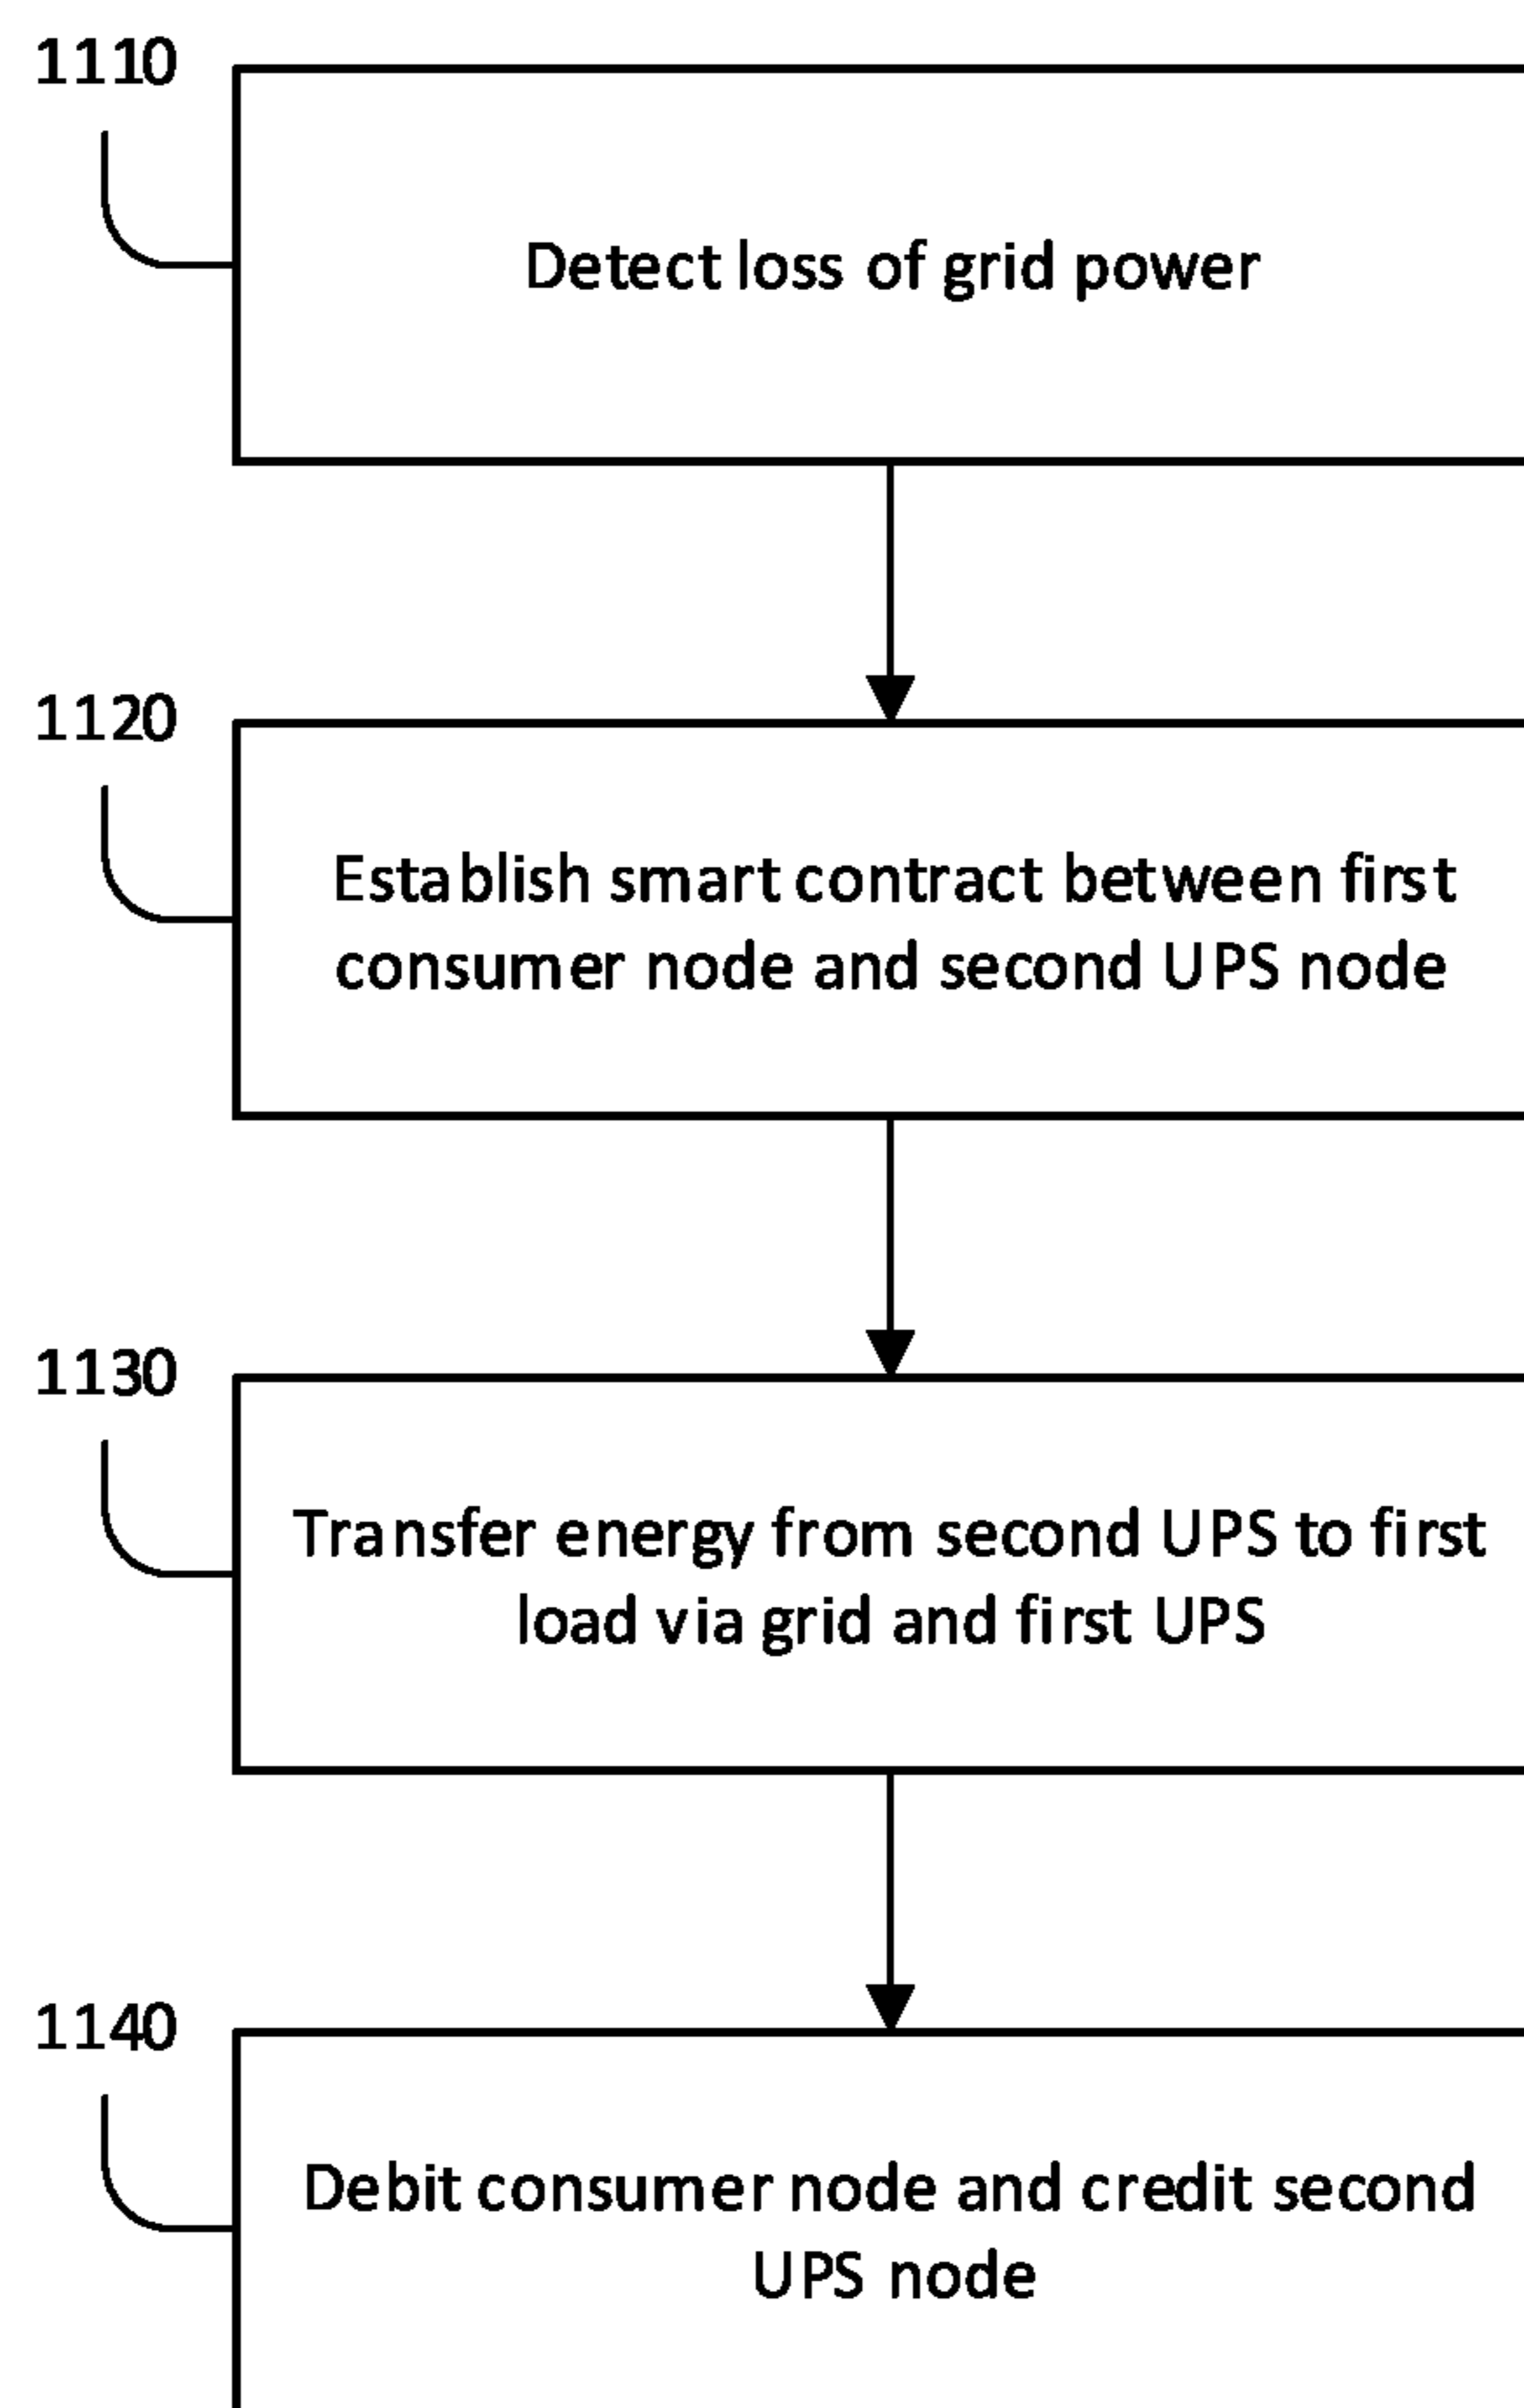 1110
Detect loss of grid power
1120
Establish smart contract between first
consumer node and second UPS node
1130
Transfer energy from second UPS to first
load via grid and first UPS
1140
Debit consumer node and credit second
UPS node